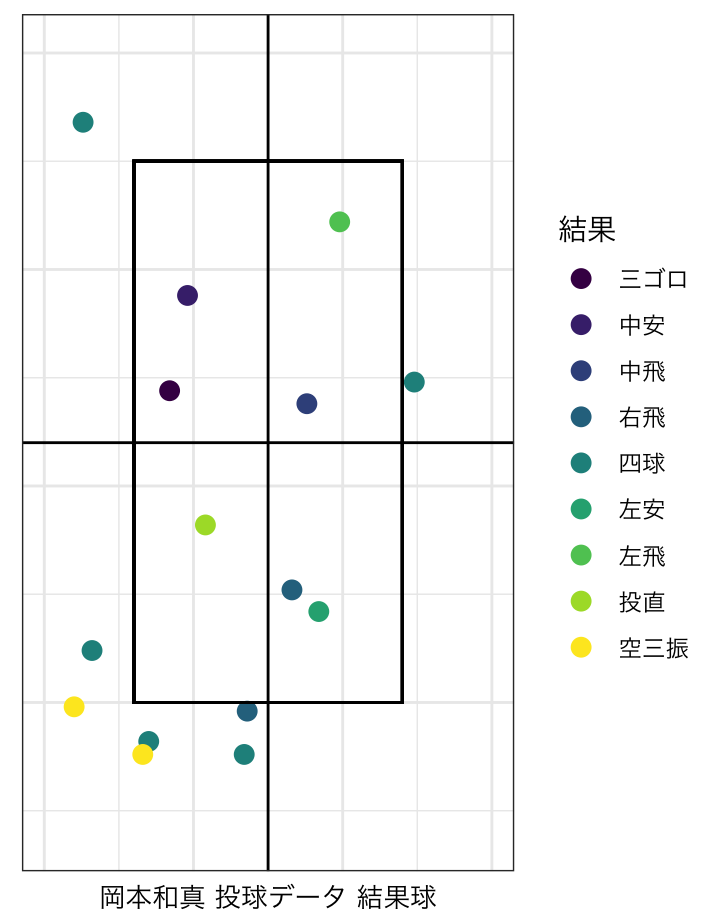 結果
三ゴロ
中安
中飛
右飛
四球
左安
左飛
投直
空三振
岡本和真 投球データ 結果球